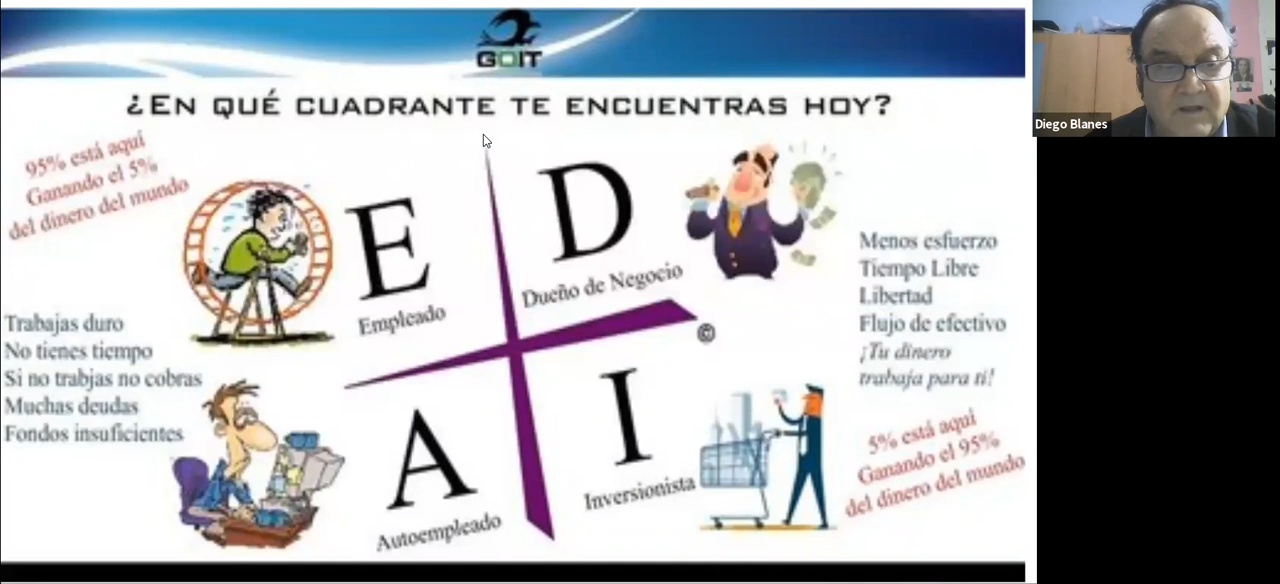 GOIT
¿EN QUÉ CUADRANTE TE ENCUENTRAS HOY?
Diego Blanes
95% está aquí
Ganando el 5%
del dinero del mundo
E
Empleado
D
Dueño de Negocio
©
Trabajas duro
No tienes tiempo
Si no trabjas no cobras
Muchas deudas
Fondos insuficientes
Menos esfuerzo
Tiempo Libre
Libertad
Flujo de efectivo
¡Tu dinero
trabaja para ti!
A
Autoempleado
I
Inversionista
5% está aquí
Ganando el 95%
del dinero del mundo